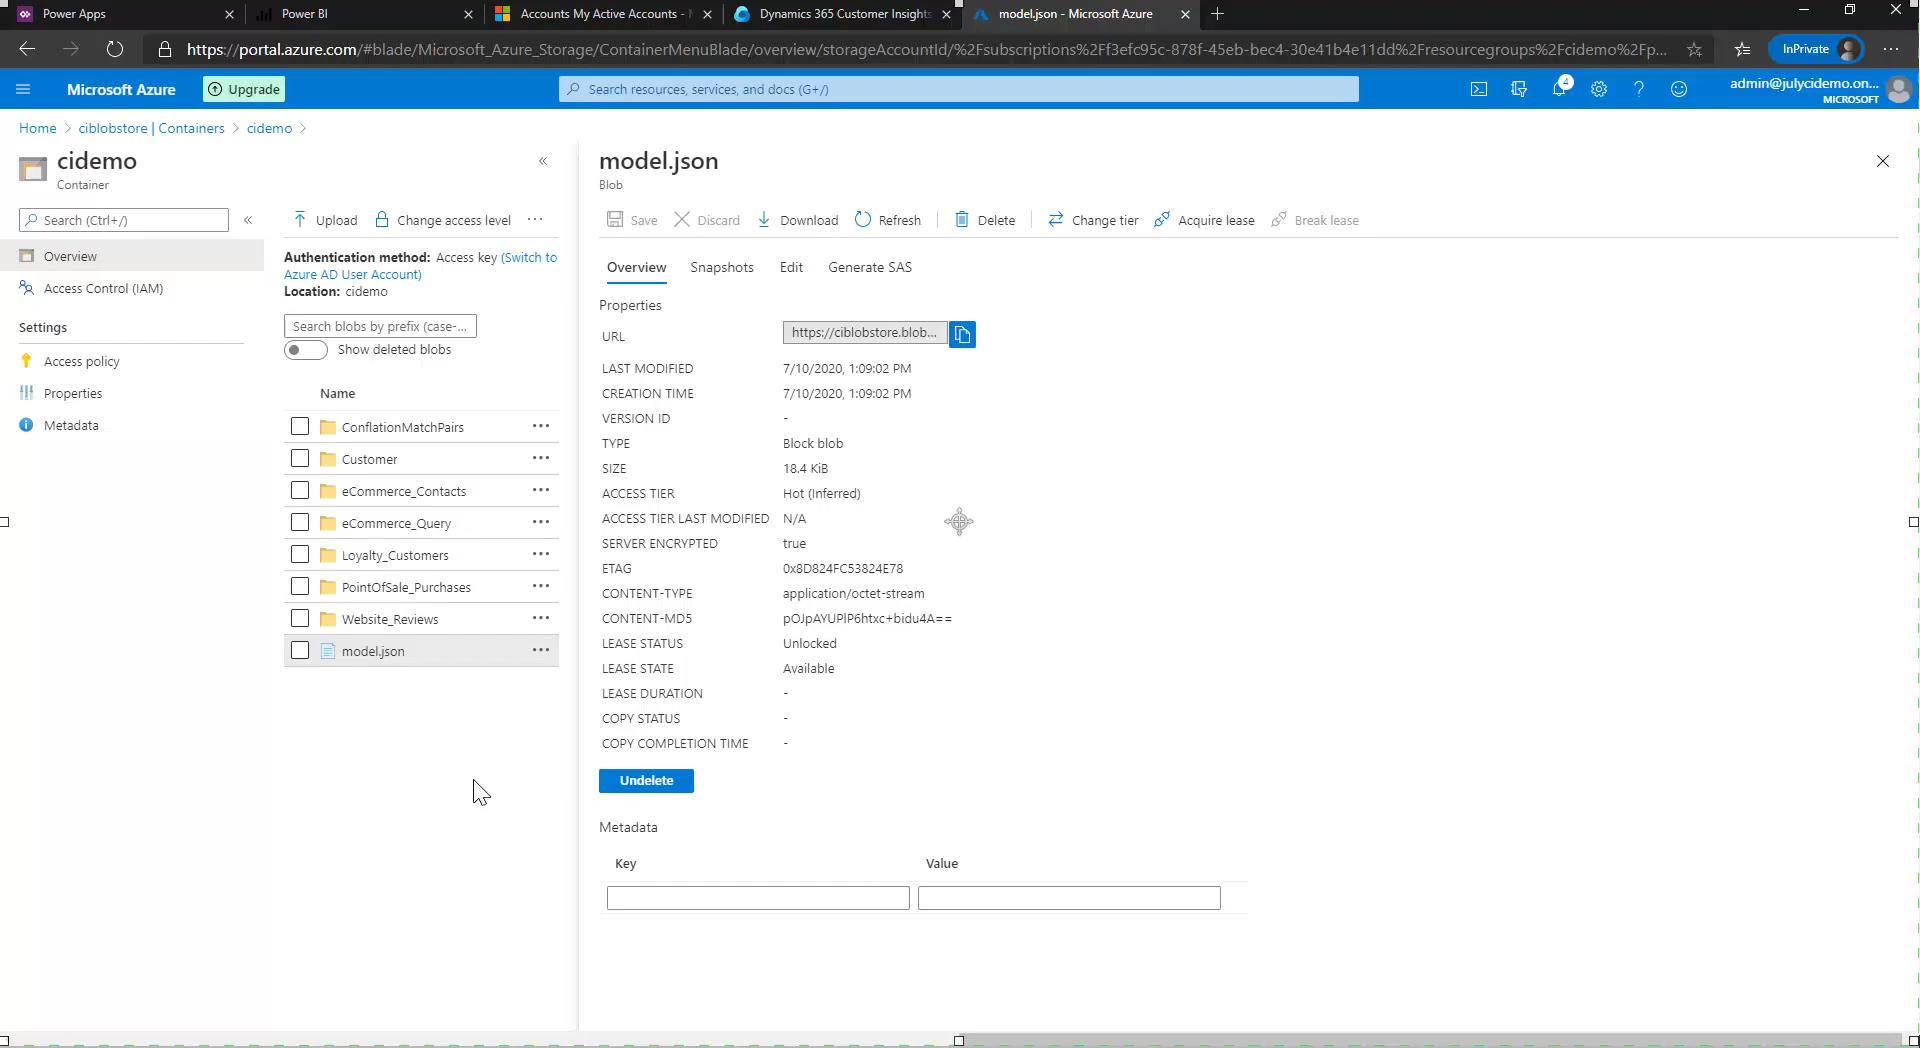 Power Apps
Power BI
Accounts My Active Accounts -
Dynamics 365 Customer Insights
model.json - Microsoft Azure
https://portal.azure.com/#blade/Microsoft_Azure_Storage/ContainerMenuBlade/overview/storageAccountId/%2Fsubscriptions%2Ff3efc95c-878f-45eb-bec4-30e41b4e11dd%2Fresourcegroups%2Fcidemo%2Fp...
InPrivate
Microsoft Azure
Upgrade
Search resources, services, and docs (G+/)
4
admin@julycidemo.on...
MICROSOFT
Home > ciblobstore | Containers > cidemo >
cidemo
Container
Search (Ctrl+/)
Overview
Access Control (IAM)
Settings
Access policy
Properties
Metadata
Upload
Change access level
Authentication method: Access key (Switch to
Azure AD User Account)
Location: cidemo
Search blobs by prefix (case-...
Show deleted blobs
Name
ConflationMatchPairs
Customer
eCommerce_Contacts
eCommerce_Query
Loyalty_Customers
PointOfSale_Purchases
Website_Reviews
model.json
model.json
Blob
Save
Discard
Download
Refresh
Delete
Change tier
Acquire lease
Break lease
Overview
Snapshots
Edit
Generate SAS
Properties
URL https://ciblobstore.blob...
LAST MODIFIED 7/10/2020, 1:09:02 PM
CREATION TIME 7/10/2020, 1:09:02 PM
VERSION ID -
TYPE Block blob
SIZE 18.4 KiB
ACCESS TIER Hot (Inferred)
ACCESS TIER LAST MODIFIED N/A
SERVER ENCRYPTED true
ETAG 0x8D824FC53824E78
CONTENT-TYPE application/octet-stream
CONTENT-MD5 pOJpAYUPlP6htxc+bidu4A==
LEASE STATUS Unlocked
LEASE STATE Available
LEASE DURATION -
COPY STATUS -
COPY COMPLETION TIME -
Undelete
Metadata
Key Value